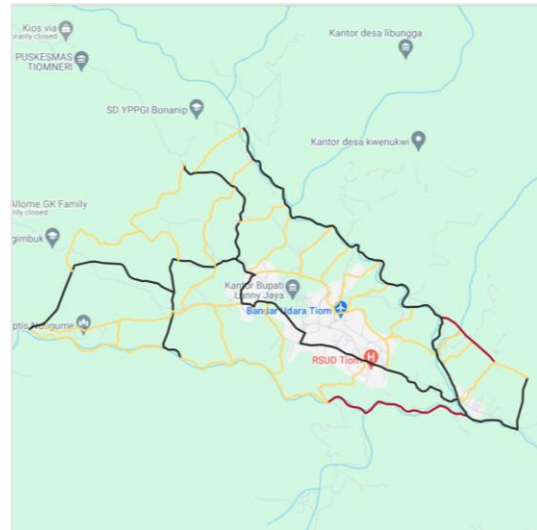 Kios via
rarily closed
PUSKESMAS
TIOMNERI
Kantor desa libungga
SD YPPGI Bonanip
Kantor desa kwenukwi
Allome GK Family
rily closed
gimbuk
Kantor Bupati
Lanny Jaya
Bandar Udara Tiom
RSUD Tiom